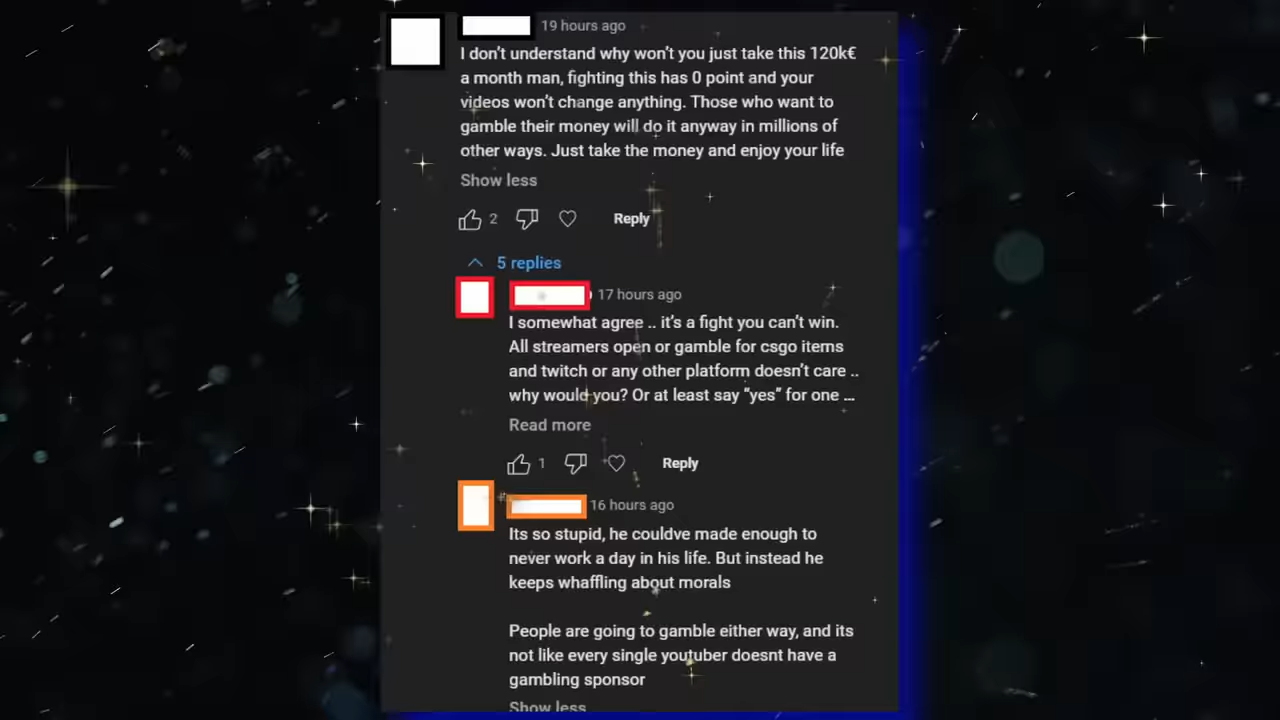 19 hours ago
I don't understand why won't you just take this 120k€
a month man, fighting this has 0 point and your
videos won't change anything. Those who want to
gamble their money will do it anyway in millions of
other ways. Just take the money and enjoy your life
Show less
2
Reply
5 replies
17 hours ago
I somewhat agree .. it's a fight you can't win.
All streamers open or gamble for csgo items
and twitch or any other platform doesn't care ..
why would you? Or at least say "yes" for one ...
Read more
1
Reply
16 hours ago
Its so stupid, he couldve made enough to
never work a day in his life. But instead he
keeps whaffling about morals
People are going to gamble either way, and its
not like every single youtuber doesnt have a
gambling sponsor
Show less